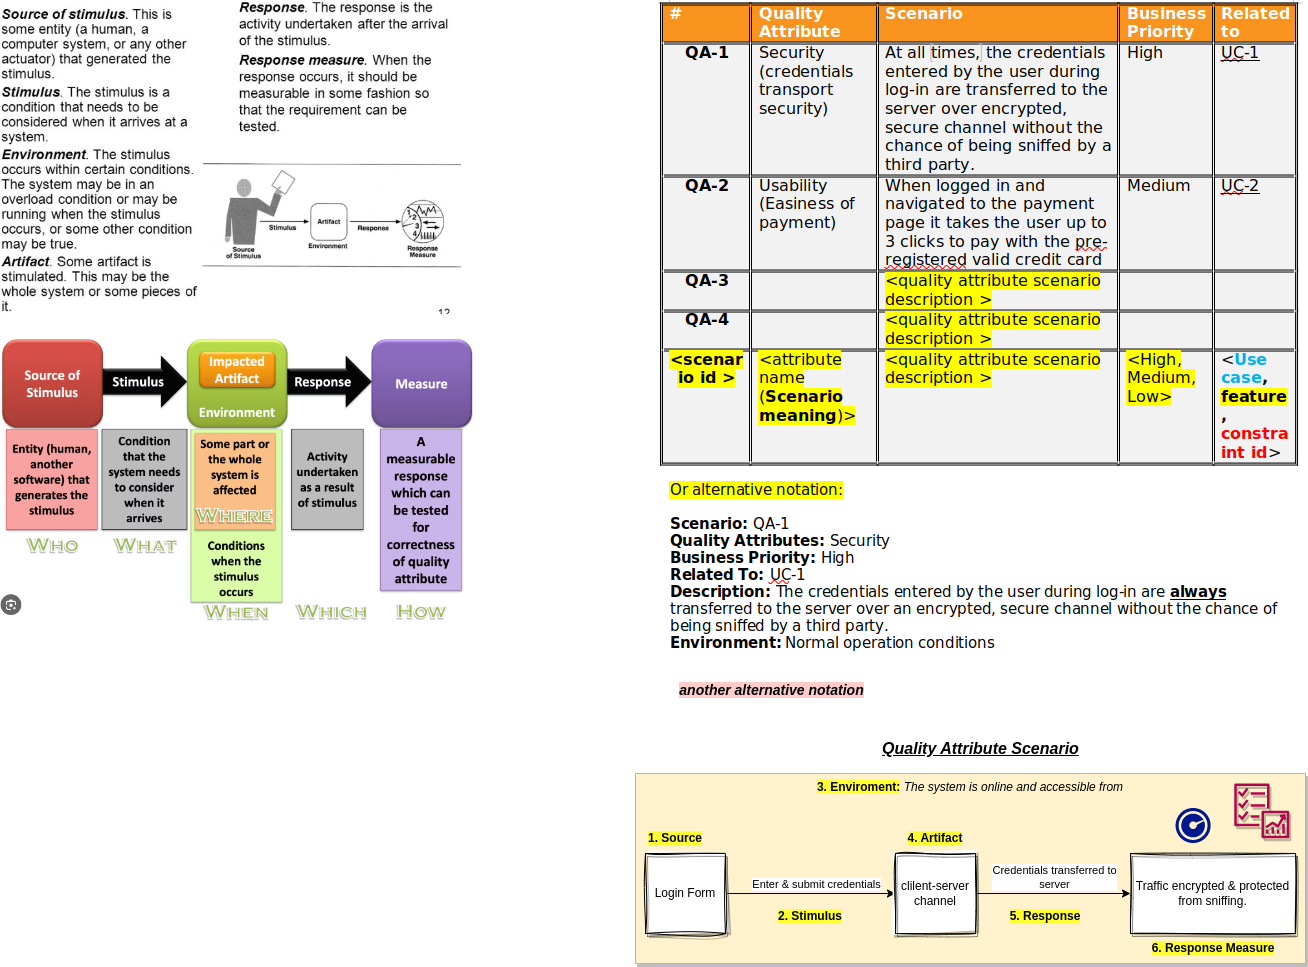 Source of stimulus. This is
some entity (a human, a
computer system, or any other
actuator) that generated the
stimulus.
Stimulus. The stimulus is a
condition that needs to be
considered when it arrives at a
system.
Environment. The stimulus
occurs within certain conditions.
The system may be in an
overload condition or may be
running when the stimulus
occurs, or some other condition
may be true.
Artifact. Some artifact is
stimulated. This may be the
whole system or some pieces of
it.
Response. The response is the
activity undertaken after the arrival
of the stimulus.
Response measure. When the
response occurs, it should be
measurable in some fashion so
that the requirement can be
tested.
Source
of Stimulus
Stimulus
Artifact
Environment
Response
1
2
3
4
Response
Measure
12
Source of
Stimulus
Stimulus
Impacted
Artifact
Environment
Response
Measure
Entity (human,
another
software) that
generates the
stimulus
WHO
Condition
that the
system needs
to consider
when it
arrives
WHAT
Some part or
the whole
system is
affected
WHERE
Conditions
when the
stimulus
occurs
WHEN
Activity
undertaken
as a result
of stimulus
WHICH
A
measurable
response
which can
be tested
for
correctness
of quality
attribute
HOW
#
Quality
Attribute
Scenario
Business
Priority
Related
to
QA-1
Security
(credentials
transport
security)
At all times, the credentials
entered by the user during
log-in are transferred to the
server over encrypted,
secure channel without the
chance of being sniffed by a
third party.
High
UC-1
QA-2
Usability
(Easiness of
payment)
When logged in and
navigated to the payment
page it takes the user up to
3 clicks to pay with the pre-
registered valid credit card
Medium
UC-2
QA-3
<quality attribute scenario
description >
QA-4
<quality attribute scenario
description >
<scenar
io id >
<attribute
name
(Scenario
meaning)>
<quality attribute scenario
description >
<High,
Medium,
Low>
<Use
case,
feature
,
constra
int id>
Or alternative notation:
Scenario: QA-1
Quality Attributes: Security
Business Priority: High
Related To: UC-1
Description: The credentials entered by the user during log-in are always
transferred to the server over an encrypted, secure channel without the chance of
being sniffed by a third party.
Environment: Normal operation conditions
another alternative notation
Quality Attribute Scenario
3. Enviroment: The system is online and accessible from
1. Source
Login Form
Enter & submit credentials
2. Stimulus
4. Artifact
clilent-server
channel
Credentials transferred to
server
5. Response
Traffic encrypted & protected
from sniffing.
6. Response Measure